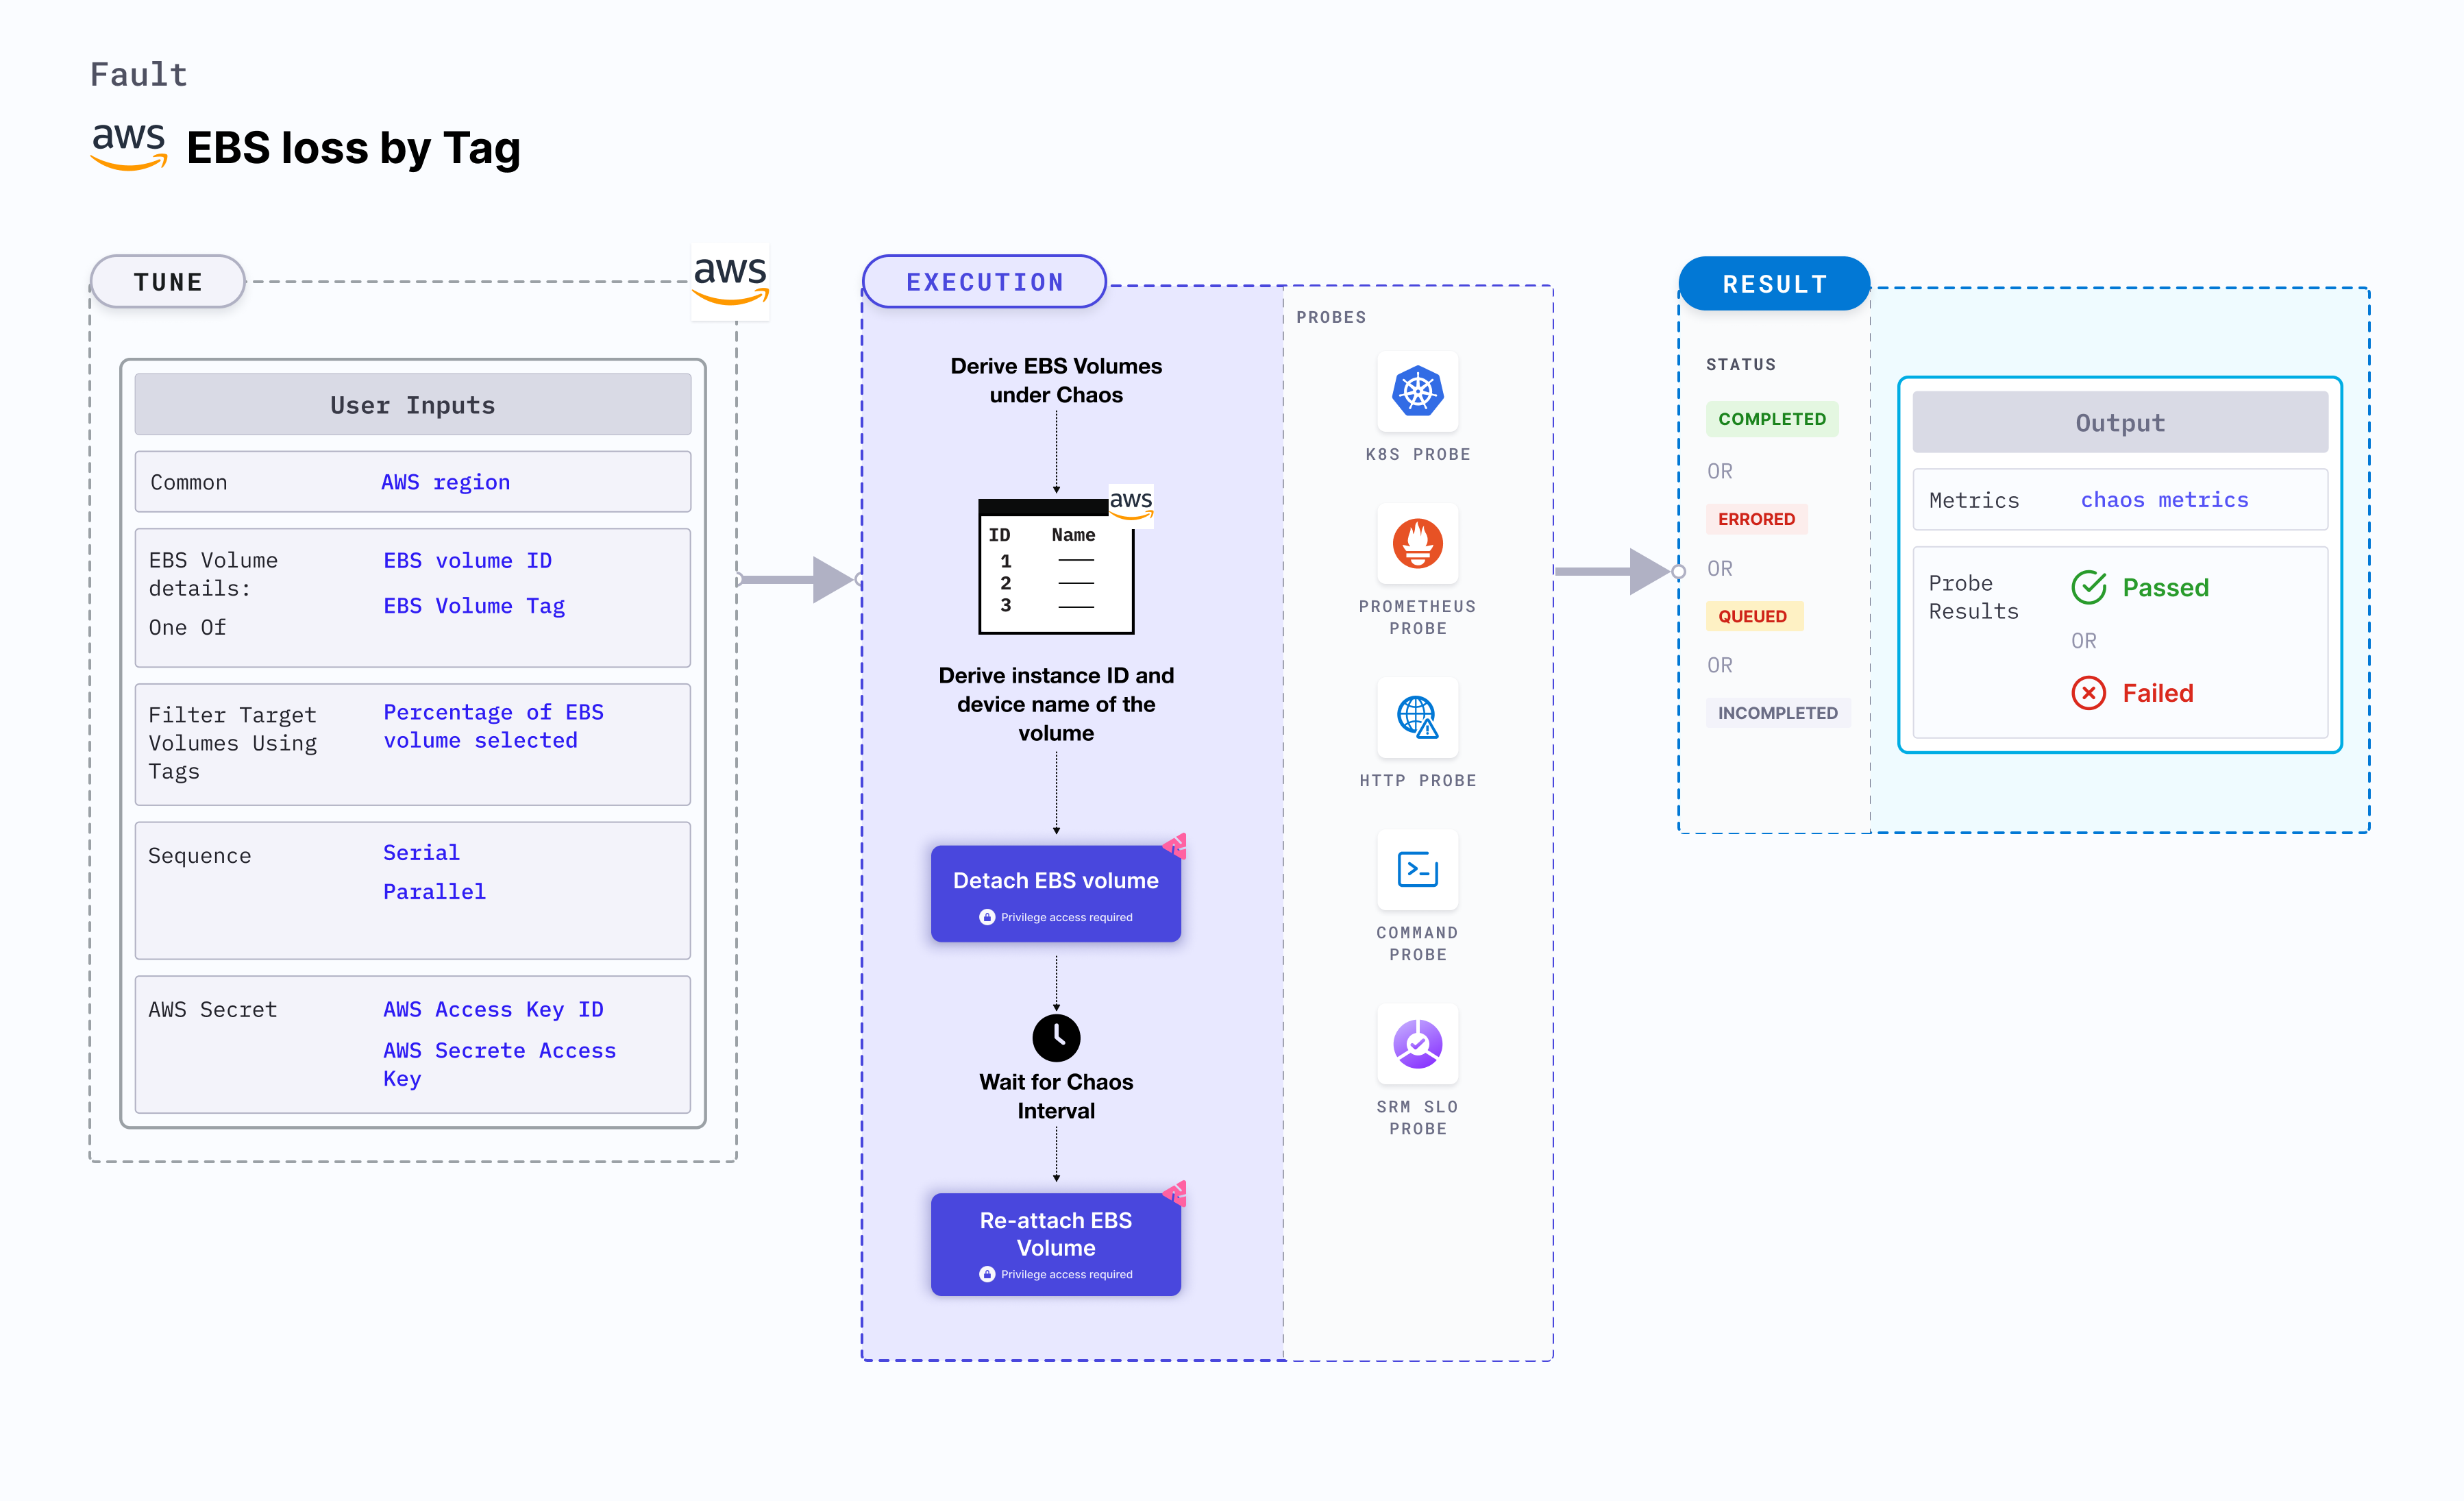 Fault
aws EBS loss by Tag
TUNE
aws
User Inputs
Common
AWS region
EBS Volume
details:
One Of
EBS volume ID
EBS Volume Tag
Filter Target
Volumes Using
Tags
Percentage of EBS
volume selected
Sequence
Serial
Parallel
AWS Secret
AWS Access Key ID
AWS Secrete Access
Key
EXECUTION
Derive EBS Volumes
under Chaos
aws
ID Name
1
2
3
Derive instance ID and
device name of the
volume
Detach EBS volume
Privilege access required
Wait for Chaos
Interval
Re-attach EBS
Volume
Privilege access required
PROBES
K8S PROBE
PROMETHEUS
PROBE
HTTP PROBE
COMMAND
PROBE
SRM SLO
PROBE
RESULT
STATUS
COMPLETED
OR
ERRORED
OR
QUEUED
OR
INCOMPLETED
Output
Metrics
chaos metrics
Probe
Results
Passed
OR
Failed